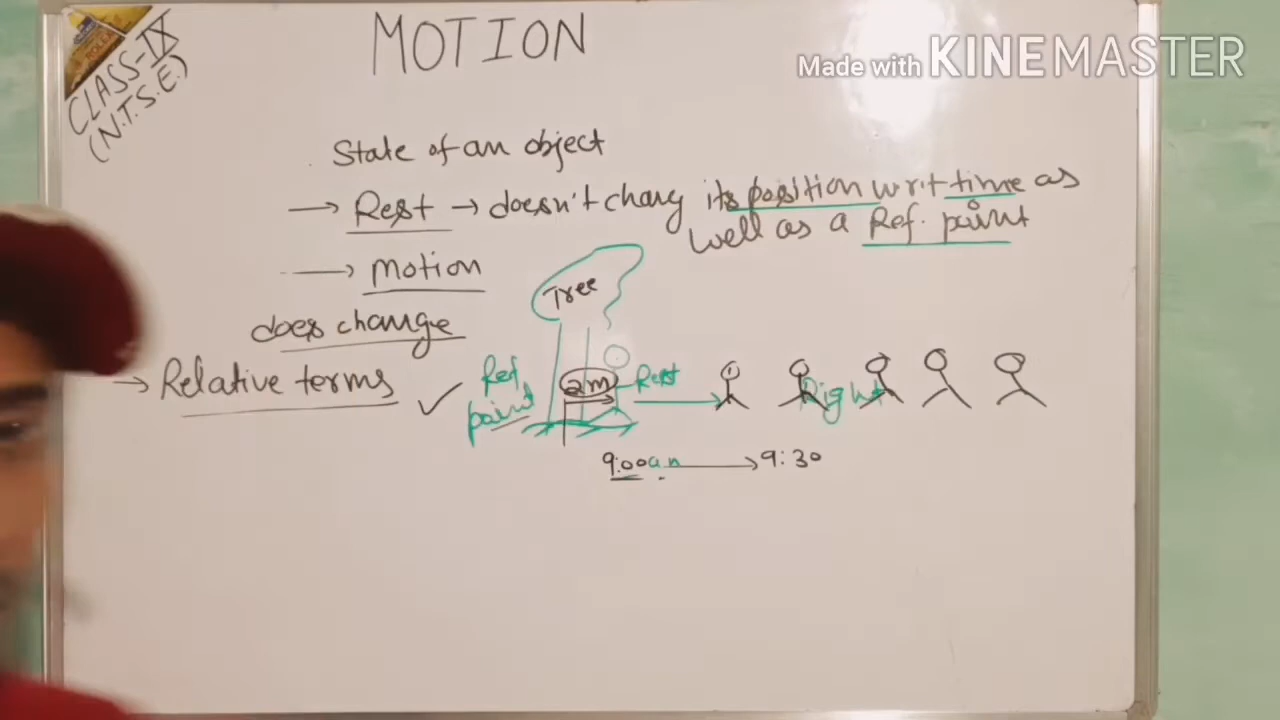 MOTION
Made with KINEMASTER
CLASS-IX
(N.T.S.E.)
State of an object
→ Rest → doesn't chang its position w.r.t time as
well as a Ref. point
→ Motion
does change
Tree
→ Relative terms ✓
Ref
point
2m
Rest
Right
9:00am → 9:30